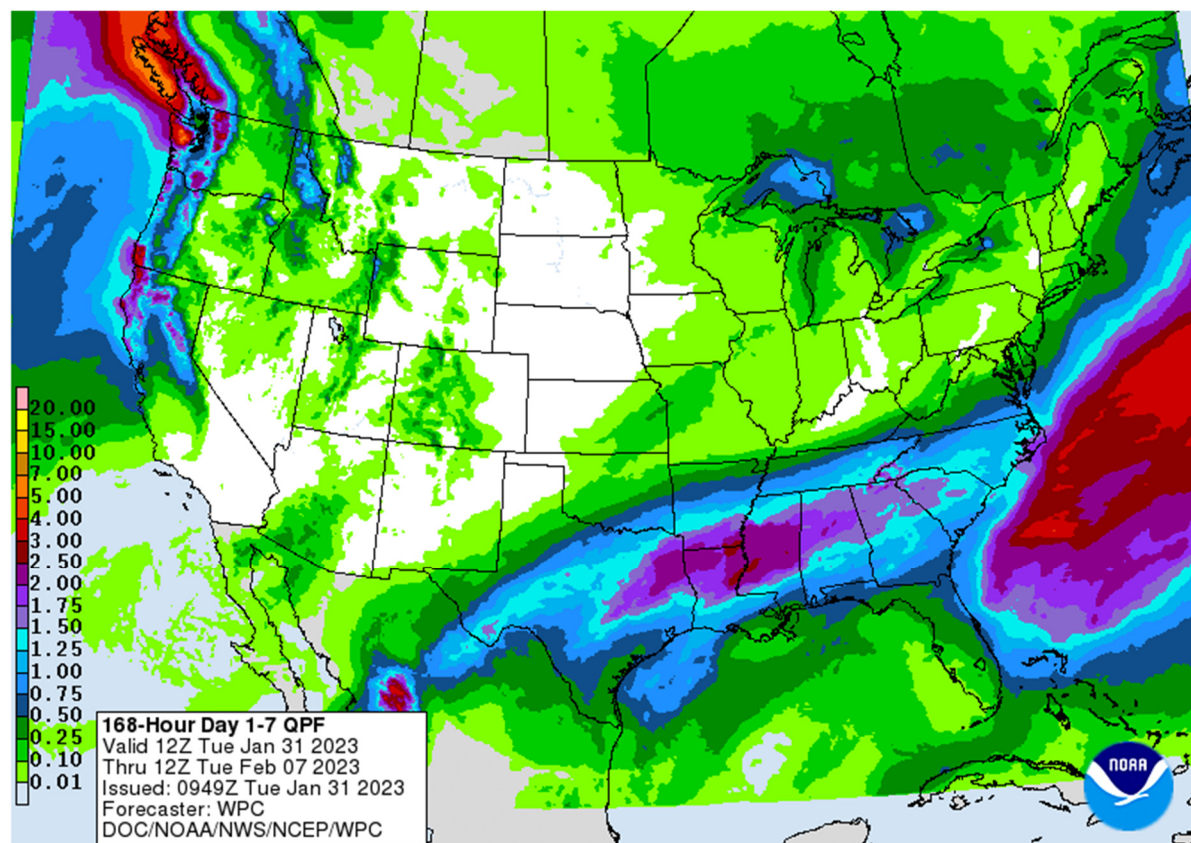 20.00
15.00
10.00
7.00
5.00
4.00
3.00
2.50
2.00
1.75
1.50
1.25
1.00
0.75
0.50
0.25
0.10
0.01
168-Hour Day 1-7 QPF
Valid 12Z Tue Jan 31 2023
Thru 12Z Tue Feb 07 2023
Issued: 0949Z Tue Jan 31 2023
Forecaster: WPC
DOC/NOAA/NWS/NCEP/WPC
NOAA